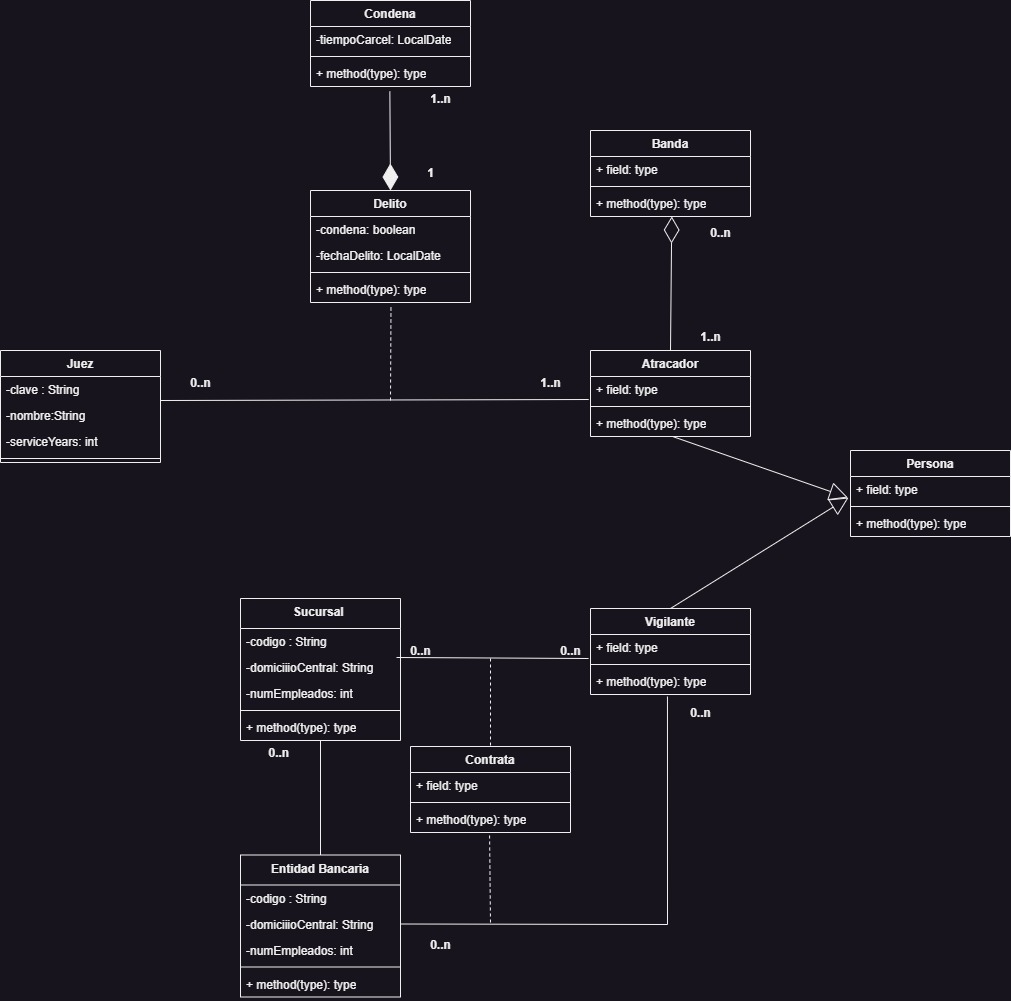 Condena
-tiempoCarcel: LocalDate
+ method(type): type
1..n
1
Delito
-condena: boolean
-fechaDelito: LocalDate
+ method(type): type
Banda
+ field: type
+ method(type): type
0..n
1..n
Juez
-clave : String
-nombre:String
-serviceYears: int
0..n
1..n
Atracador
+ field: type
+ method(type): type
Persona
+ field: type
+ method(type): type
Sucursal
-codigo : String
-domiciiioCentral: String
-numEmpleados: int
+ method(type): type
0..n
0..n
Vigilante
+ field: type
+ method(type): type
0..n
0..n
Contrata
+ field: type
+ method(type): type
Entidad Bancaria
-codigo : String
-domiciiioCentral: String
-numEmpleados: int
+ method(type): type
0..n